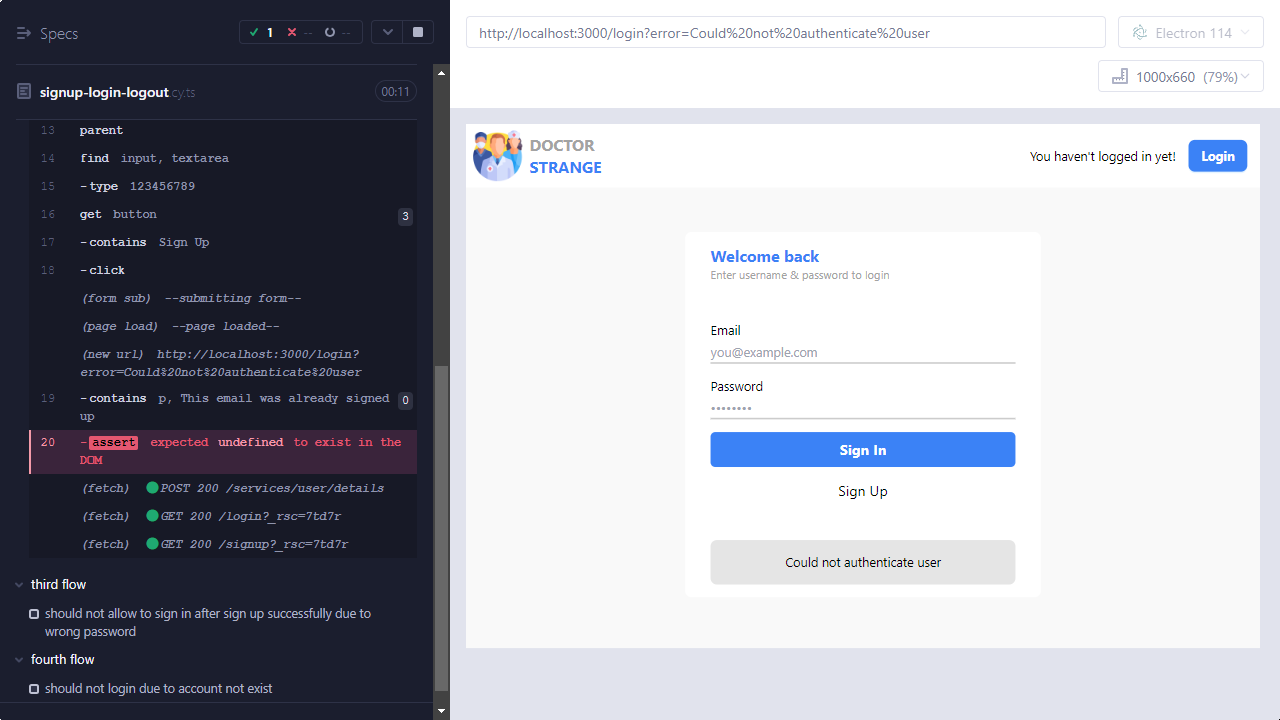 Specs
1
--
--
signup-login-logout.cy.ts
00:11
13 parent
14 find input, textarea
15 -type 123456789
16 get button 3
17 -contains Sign Up
18 -click
(form sub) --submitting form--
(page load) --page loaded--
(new url) http://localhost:3000/login?
error=Could%20not%20authenticate%20user
19 -contains p, This email was already signed 0
up
20 -assert expected undefined to exist in the
DOM
(fetch) POST 200 /services/user/details
(fetch) GET 200 /login?_rsc=7td7r
(fetch) GET 200 /signup?_rsc=7td7r
third flow
should not allow to sign in after sign up successfully due to
wrong password
fourth flow
should not login due to account not exist
http://localhost:3000/login?error=Could%20not%20authenticate%20user
Electron 114
1000x660 (79%)
DOCTOR
STRANGE
You haven't logged in yet!
Login
Welcome back
Enter username & password to login
Email
you@example.com
Password
••••••••
Sign In
Sign Up
Could not authenticate user